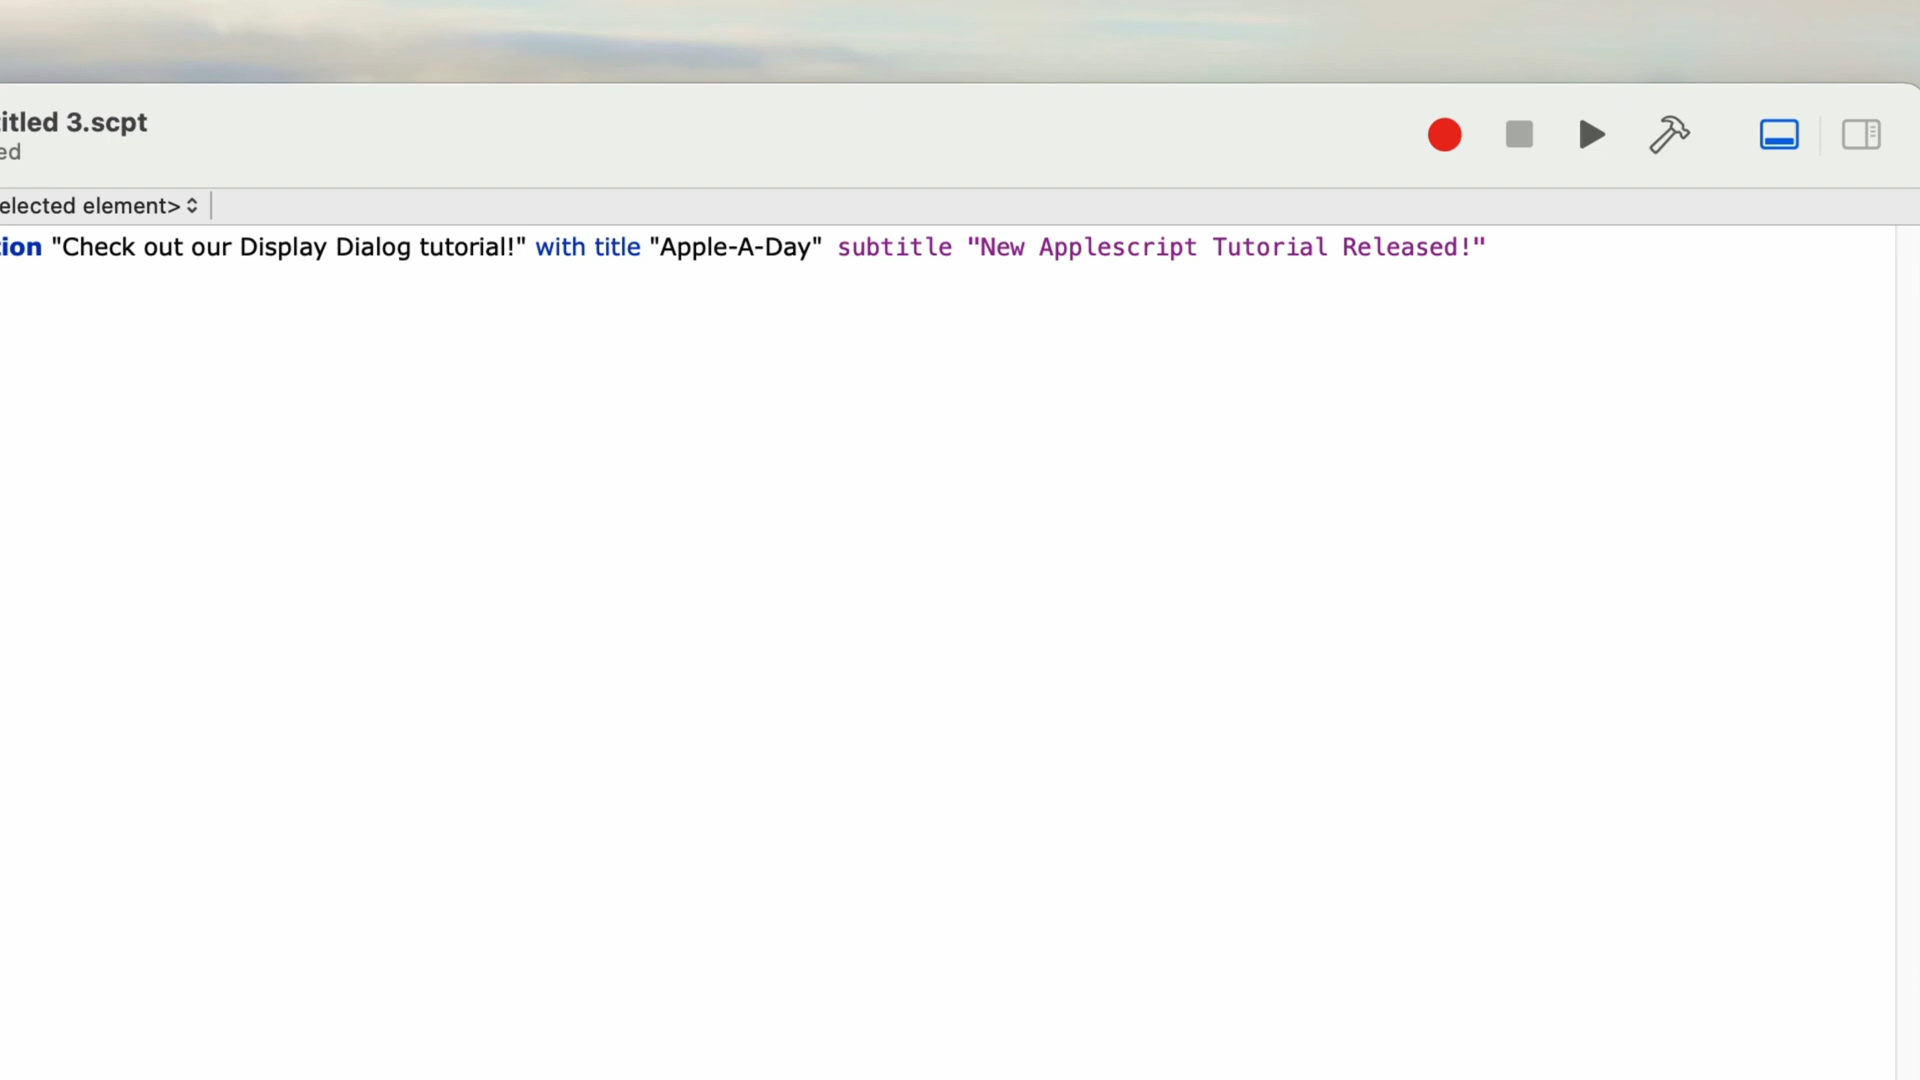 itled 3.scpt
ed
elected element>
tion "Check out our Display Dialog tutorial!" with title "Apple-A-Day" subtitle "New Applescript Tutorial Released!"